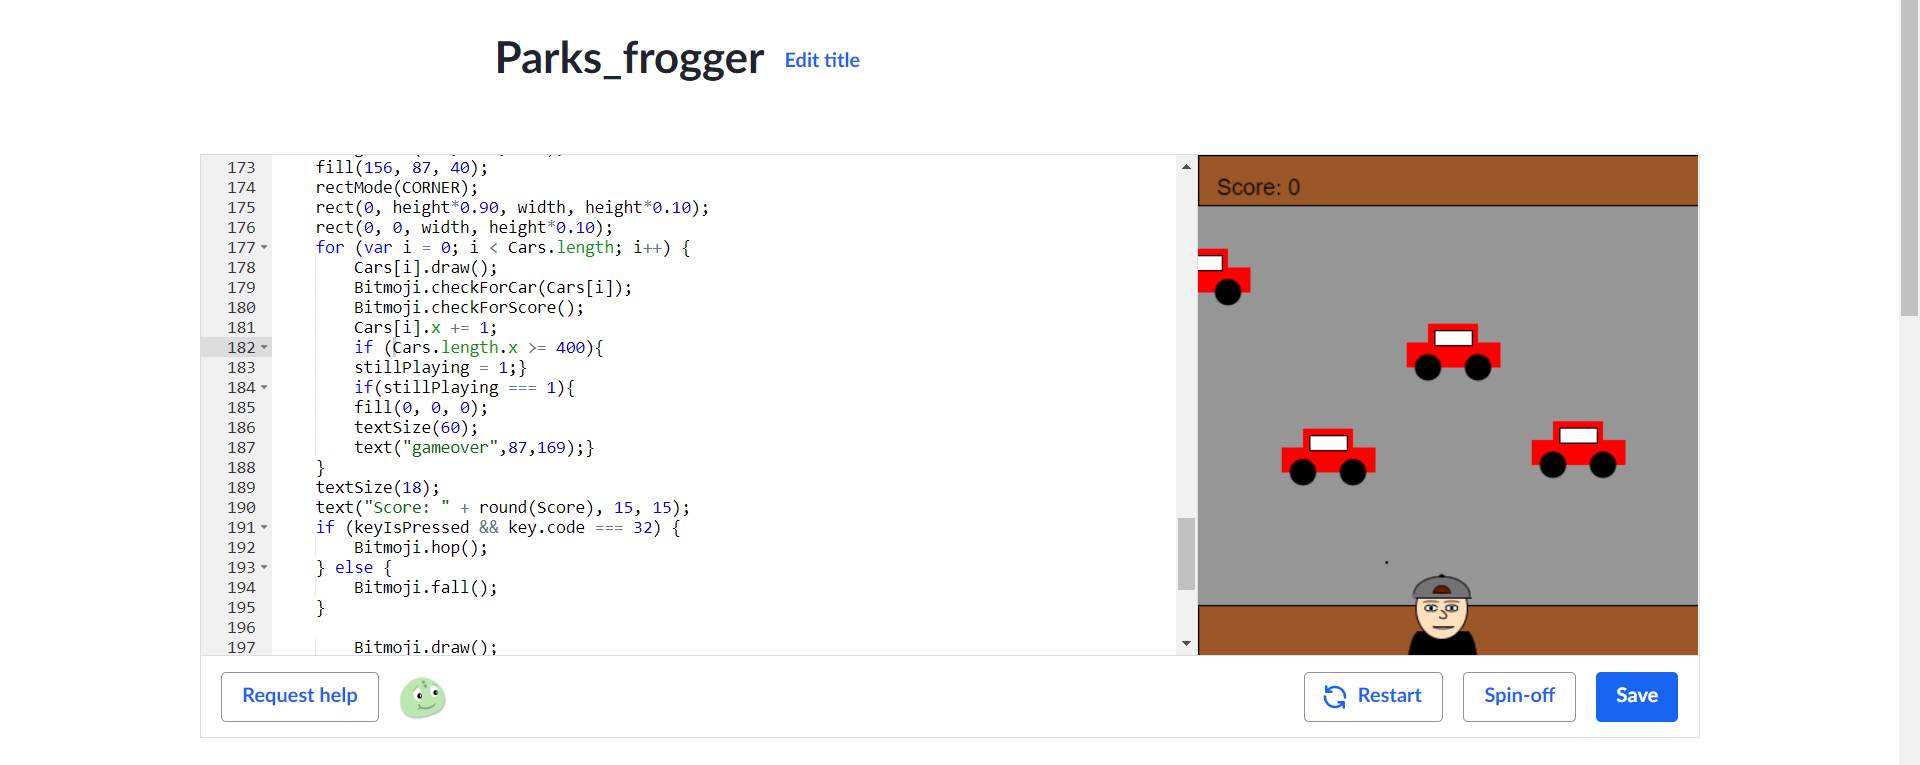 Parks_frogger Edit title
173 fill(156, 87, 40);
174 rectMode(CORNER);
175 rect(0, height*0.90, width, height*0.10);
176 rect(0, 0, width, height*0.10);
177 for (var i = 0; i < Cars.length; i++) {
178 Cars[i].draw();
179 Bitmoji.checkForCar(Cars[i]);
180 Bitmoji.checkForScore();
181 Cars[i].x += 1;
182 if (Cars.length.x >= 400){
183 stillPlaying = 1;}
184 if(stillPlaying === 1){
185 fill(0, 0, 0);
186 textSize(60);
187 text("gameover",87,169);}
188 }
189 textSize(18);
190 text("Score: " + round(Score), 15, 15);
191 if (keyIsPressed && key.code === 32) {
192 Bitmoji.hop();
193 } else {
194 Bitmoji.fall();
195 }
196
197 Bitmoji.draw();
Score: 0
Request help
Restart
Spin-off
Save